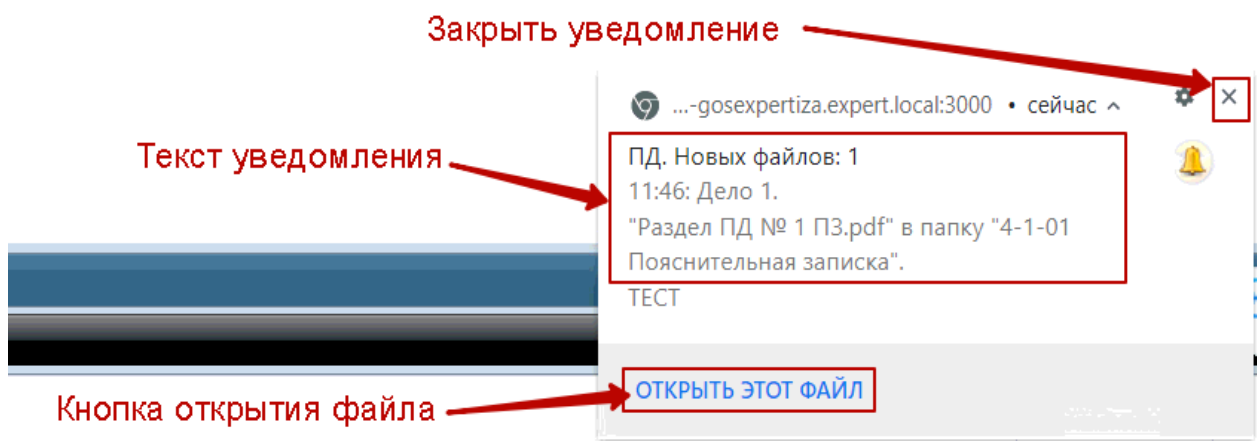 Закрыть уведомление
...-gosexpertiza.expert.local:3000 • сейчас
Текст уведомления
ПД. Новых файлов: 1
11:46: Дело 1.
"Раздел ПД № 1 ПЗ.pdf" в папку "4-1-01
Пояснительная записка".
ТЕСТ
ОТКРЫТЬ ЭТОТ ФАЙЛ
Кнопка открытия файла